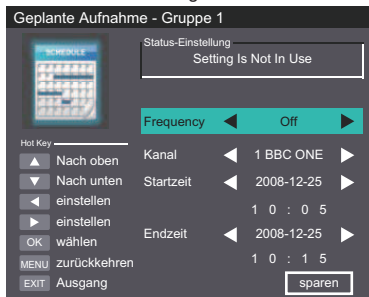 Geplante Aufnahme - Gruppe 1
SCHEDULE
Status-Einstellung
Setting Is Not In Use
Frequency Off
Hot Key
Nach oben
Nach unten
einstellen
einstellen
OK wählen
MENU zurückkehren
EXIT Ausgang
Kanal 1 BBC ONE
Startzeit 2008-12-25
1 0 : 0 5
Endzeit 2008-12-25
1 0 : 1 5
sparen